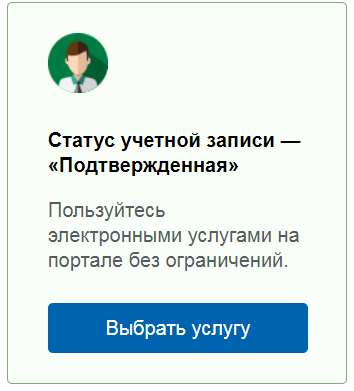 Статус учетной записи —
«Подтвержденная»
Пользуйтесь
электронными услугами на
портале без ограничений.
Выбрать услугу